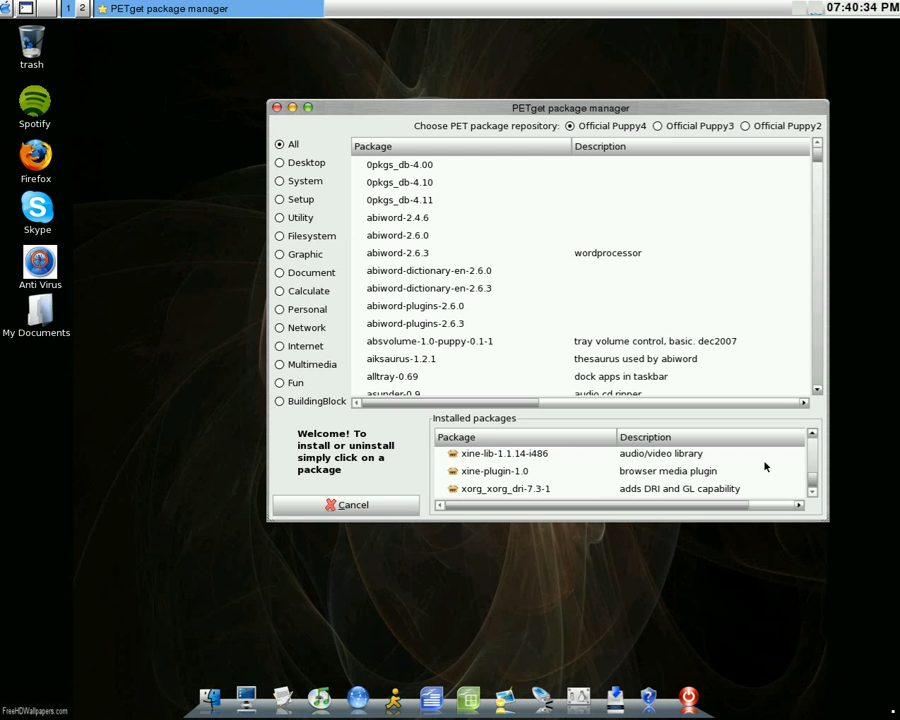 1 2 PETget package manager 07:40:34 PM
trash
Spotify
Firefox
Skype
Anti Virus
My Documents
PETget package manager
Choose PET package repository: Official Puppy4 Official Puppy3 Official Puppy2
All
Desktop
System
Setup
Utility
Filesystem
Graphic
Document
Calculate
Personal
Network
Internet
Multimedia
Fun
BuildingBlock
Package Description
0pkgs_db-4.00
0pkgs_db-4.10
0pkgs_db-4.11
abiword-2.4.6
abiword-2.6.0
abiword-2.6.3 wordprocessor
abiword-dictionary-en-2.6.0
abiword-dictionary-en-2.6.3
abiword-plugins-2.6.0
abiword-plugins-2.6.3
absvolume-1.0-puppy-0.1-1 tray volume control, basic. dec2007
aiksaurus-1.2.1 thesaurus used by abiword
alltray-0.69 dock apps in taskbar
asunder-0.9 audio cd ripper
Welcome! To
install or uninstall
simply click on a
package
Cancel
Installed packages
Package Description
xine-lib-1.1.14-i486 audio/video library
xine-plugin-1.0 browser media plugin
xorg_xorg_dri-7.3-1 adds DRI and GL capability
FreeHDWallpapers.com